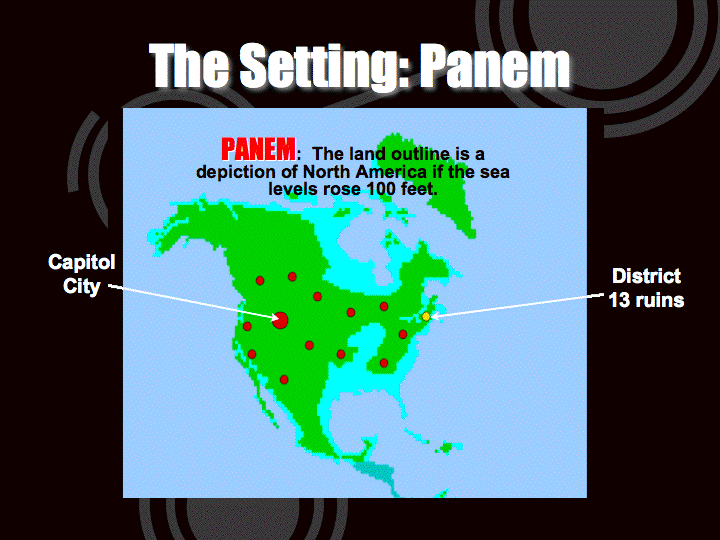 The Setting: Panem
PANEM: The land outline is a
depiction of North America if the sea
levels rose 100 feet.
Capitol
City
District
13 ruins